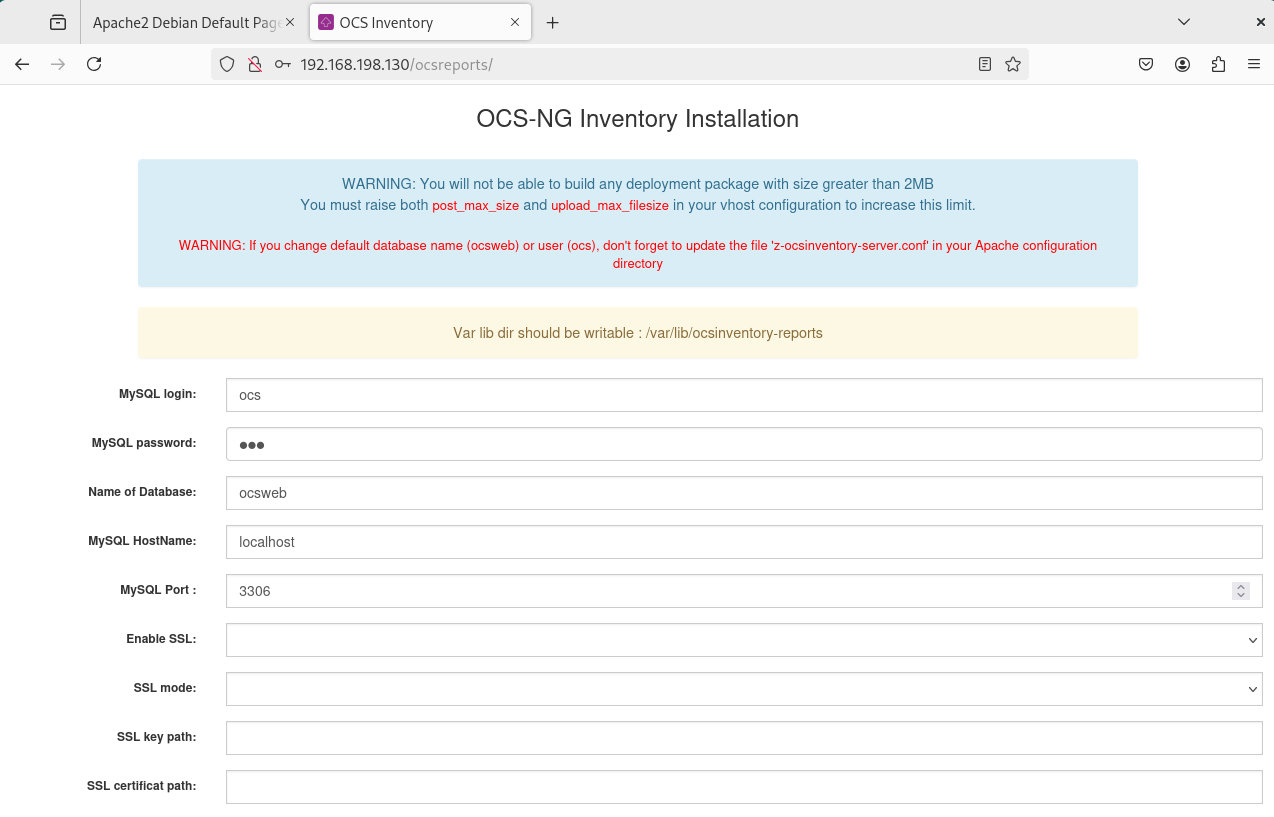 Apache2 Debian Default Page
OCS Inventory
192.168.198.130/ocsreports/
OCS-NG Inventory Installation
WARNING: You will not be able to build any deployment package with size greater than 2MB
You must raise both post_max_size and upload_max_filesize in your vhost configuration to increase this limit.
WARNING: If you change default database name (ocsweb) or user (ocs), don't forget to update the file 'z-ocsinventory-server.conf' in your Apache configuration
directory
Var lib dir should be writable : /var/lib/ocsinventory-reports
MySQL login: ocs
MySQL password: ●●●
Name of Database: ocsweb
MySQL HostName: localhost
MySQL Port : 3306
Enable SSL:
SSL mode:
SSL key path:
SSL certificat path: